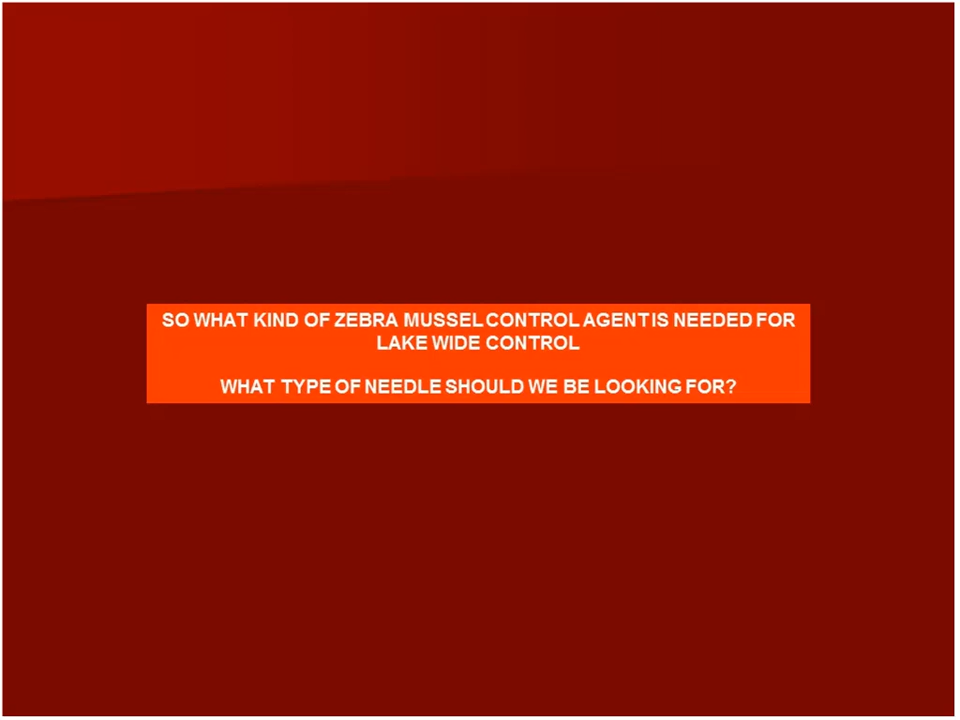 SO WHAT KIND OF ZEBRA MUSSEL CONTROL AGENT IS NEEDED FOR
LAKE WIDE CONTROL
WHAT TYPE OF NEEDLE SHOULD WE BE LOOKING FOR?